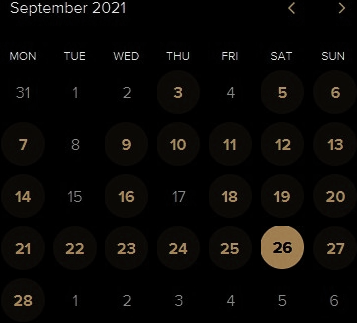 September 2021
MON TUE WED THU FRI SAT SUN
31 1 2 3 4 5 6
7 8 9 10 11 12 13
14 15 16 17 18 19 20
21 22 23 24 25 26 27
28 1 2 3 4 5 6